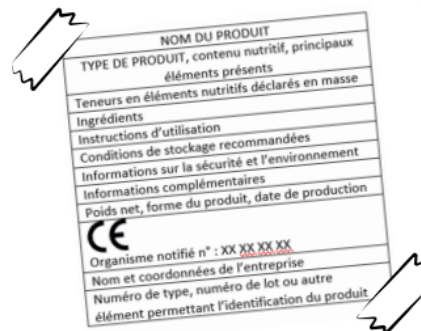 NOM DU PRODUIT
TYPE DE PRODUIT, contenu nutritif, principaux
éléments présents
Teneurs en éléments nutritifs déclarés en masse
Ingrédients
Instructions d'utilisation
Conditions de stockage recommandées
Informations sur la sécurité et l'environnement
Informations complémentaires
Poids net, forme du produit, date de production
CE
Organisme notifié n° : XX XX XX XX
Nom et coordonnées de l'entreprise
Numéro de type, numéro de lot ou autre
élément permettant l'identification du produit